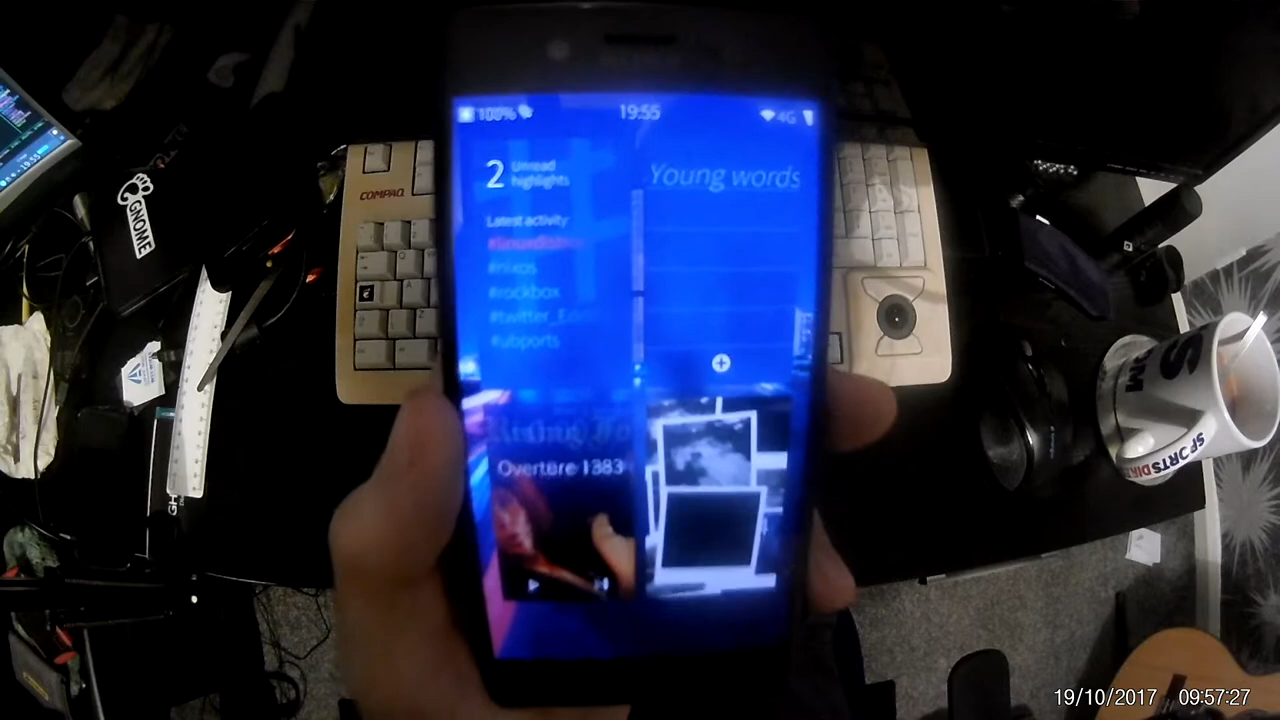 100%
19:55
4G
2
Unread
highlights
Young words
Latest activity:
#nixos
#rockbox
#ubports
Overture 1383
COMPAQ
Q
A
Z
GNOME
SPORTS
19/10/2017 09:57:27